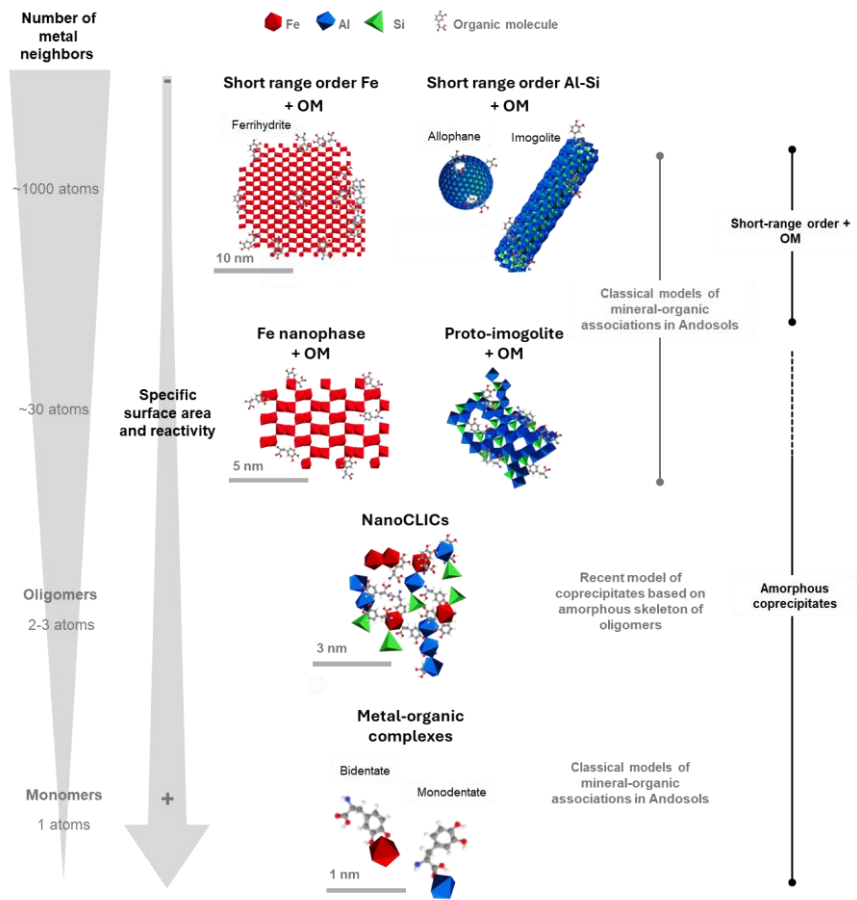 Number of
metal
neighbors
Fe
Al
Si
Organic molecule
-
Short range order Fe
+ OM
Short range order Al-Si
+ OM
Ferrihydrite
Allophane
Imogolite
~1000 atoms
10 nm
Short-range order +
OM
Classical models of
mineral-organic
associations in Andosols
Fe nanophase
+ OM
Proto-imogolite
+ OM
~30 atoms
Specific
surface area
and reactivity
5 nm
NanoCLICs
Oligomers
2-3 atoms
3 nm
Recent model of
coprecipitates based on
amorphous skeleton of
oligomers
Amorphous
coprecipitates
Metal-organic
complexes
Bidentate
Monodentate
Monomers
1 atoms
+
Classical models of
mineral-organic
associations in Andosols
1 nm